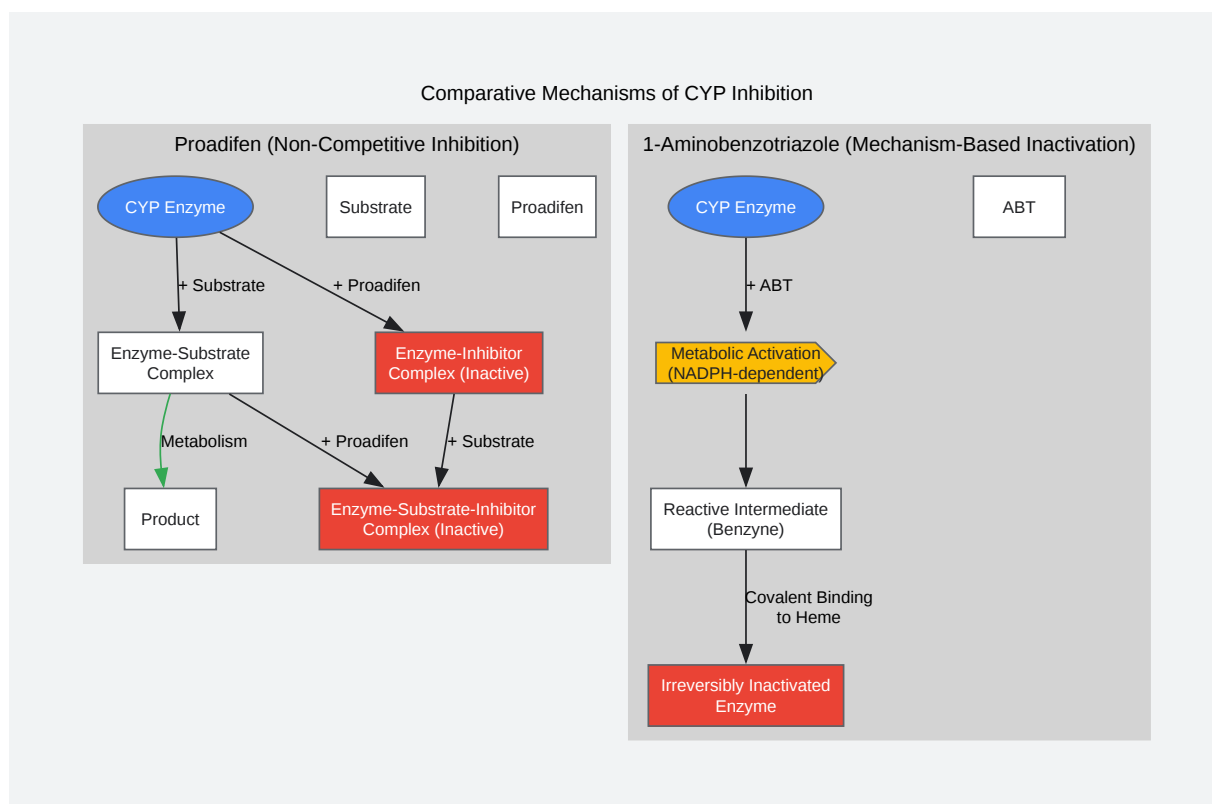 Comparative Mechanisms of CYP Inhibition
Proadifen (Non-Competitive Inhibition)
CYP Enzyme
Substrate
Proadifen
+ Substrate
+ Proadifen
Enzyme-Substrate
Complex
Enzyme-Inhibitor
Complex (Inactive)
Metabolism
+ Proadifen
+ Substrate
Product
Enzyme-Substrate-Inhibitor
Complex (Inactive)
1-Aminobenzotriazole (Mechanism-Based Inactivation)
CYP Enzyme
ABT
+ ABT
Metabolic Activation
(NADPH-dependent)
Reactive Intermediate
(Benzyne)
Covalent Binding
to Heme
Irreversibly Inactivated
Enzyme